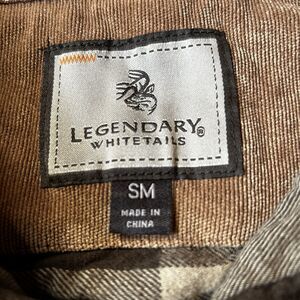 LEGENDARY®
WHITETAILS
SM
MADE IN
CHINA